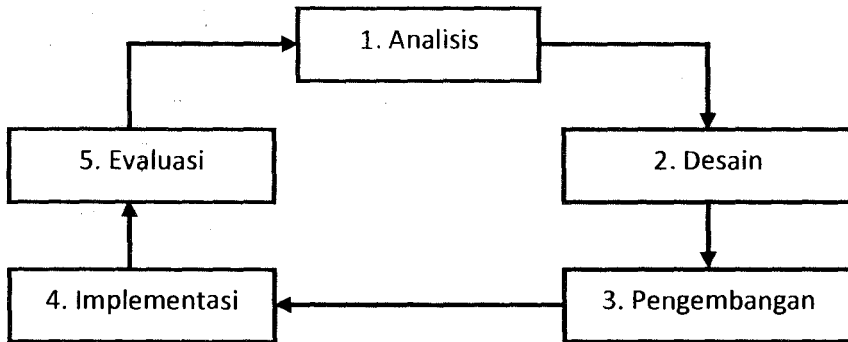 1. Analisis
2. Desain
3. Pengembangan
4. Implementasi
5. Evaluasi